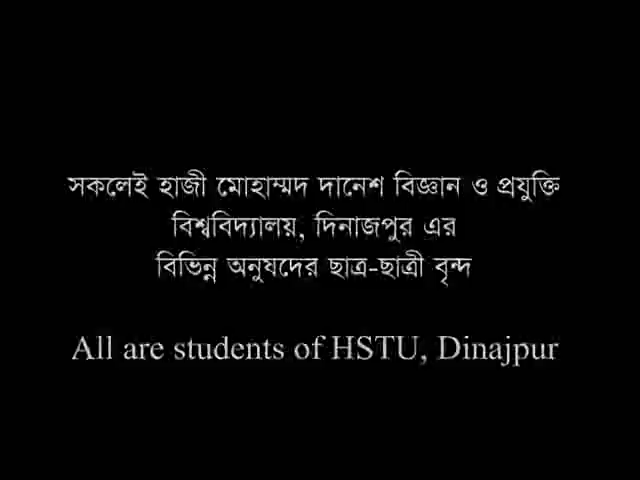 সকলেই হাজী মোহাম্মদ দানেশ বিজ্ঞান ও প্রযুক্তি
বিশ্ববিদ্যালয়, দিনাজপুর এর
বিভিন্ন অনুষদের ছাত্র-ছাত্রী বৃন্দ
All are students of HSTU, Dinajpur